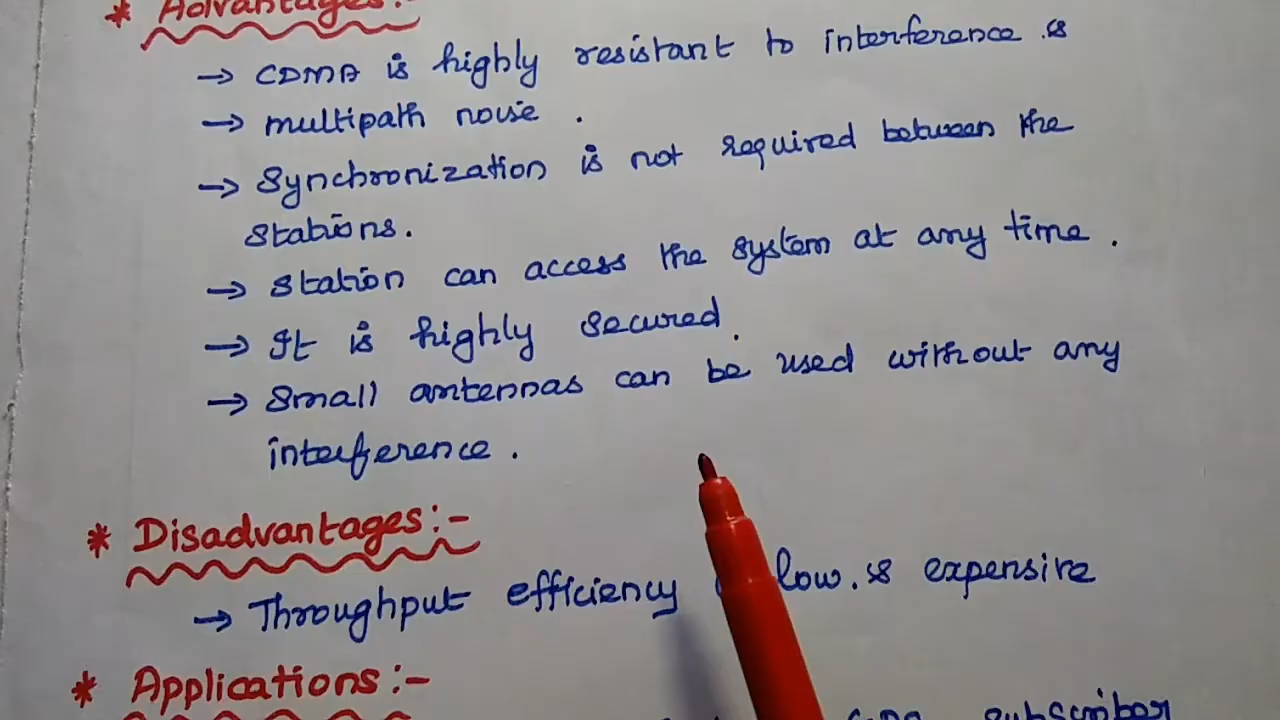 * Advantages:-
→ CDMA is highly resistant to interference &
→ multipath noise .
→ Synchronization is not required between the
stations.
→ Station can access the system at any time .
→ It is highly secured.
→ Small antennas can be used without any
interference .
* Disadvantages:-
→ Throughput efficiency low. & expensive
* Applications:-
subscriber